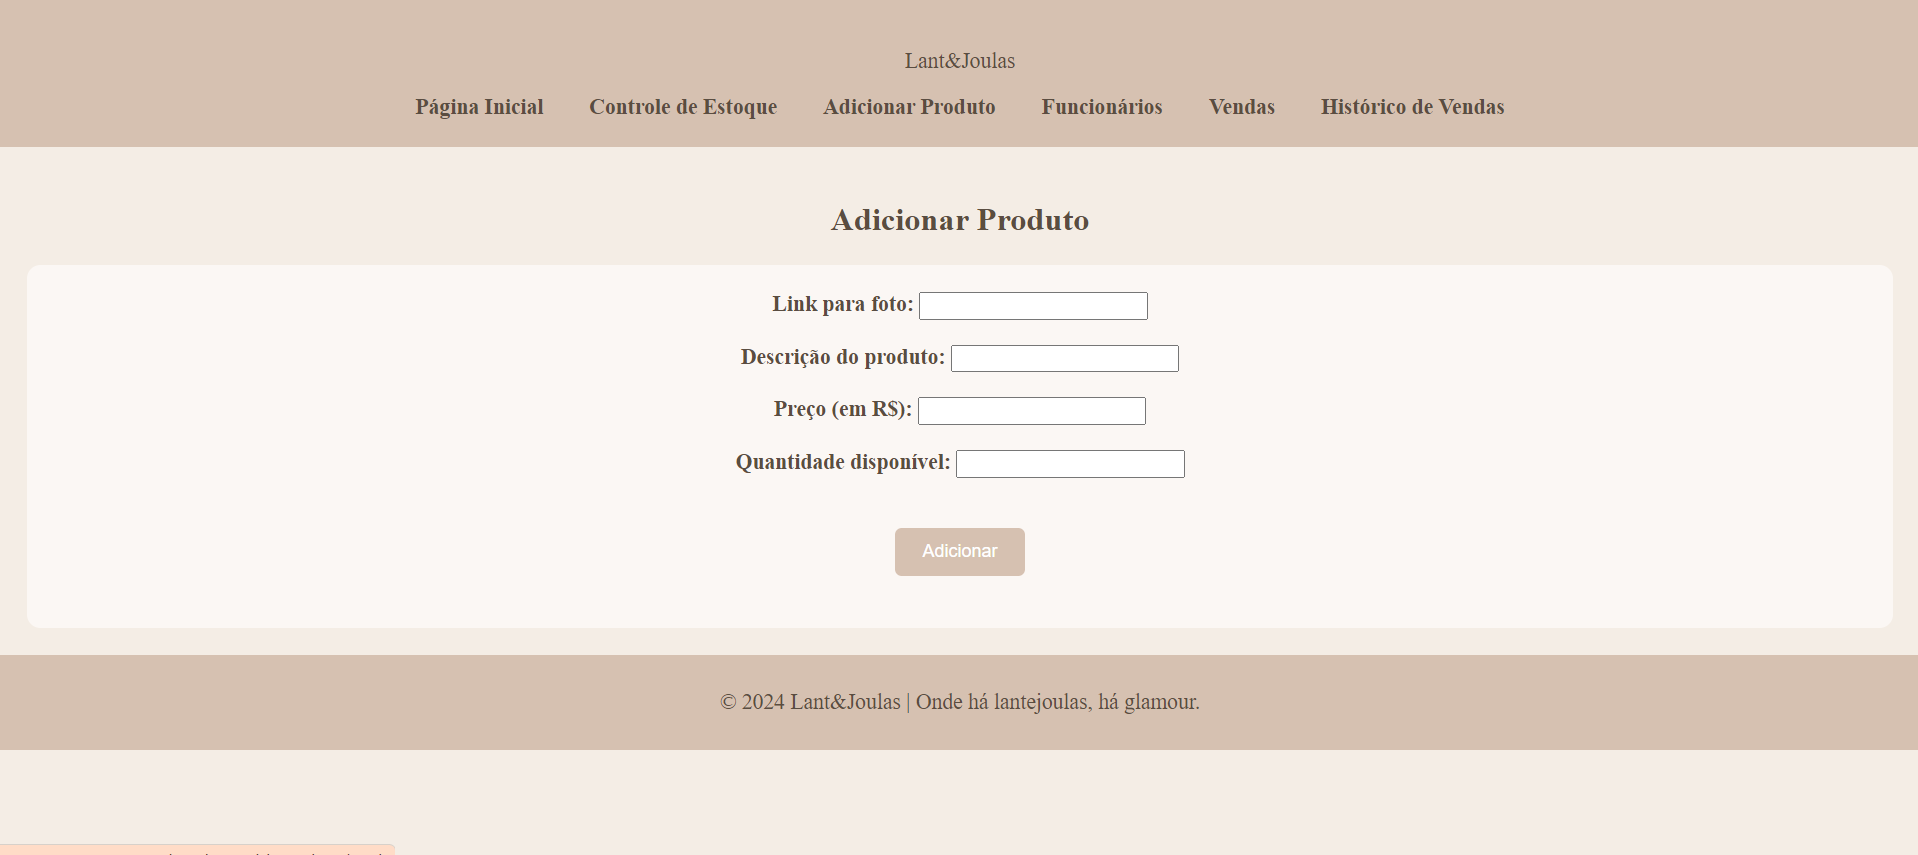 Lant&Joulas
Página Inicial Controle de Estoque Adicionar Produto Funcionários Vendas Histórico de Vendas
Adicionar Produto
Link para foto:
Descrição do produto:
Preço (em R$):
Quantidade disponível:
Adicionar
© 2024 Lant&Joulas | Onde há lantejoulas, há glamour.